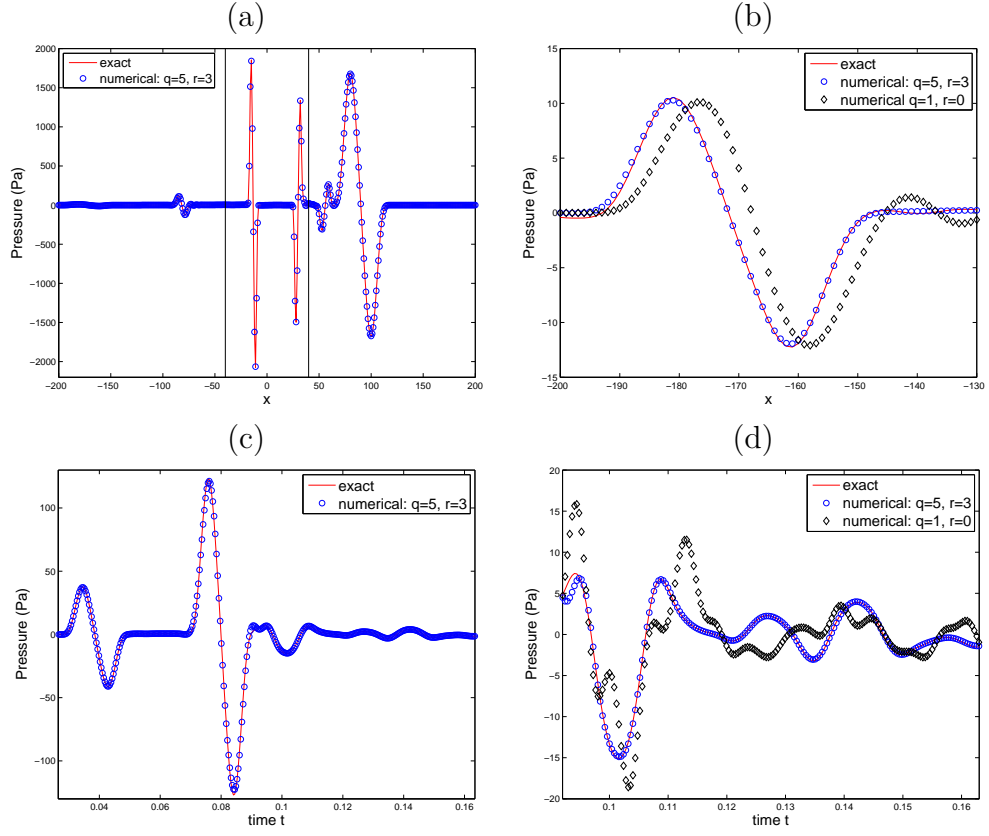 (a)
2000
1500
1000
500
0
−500
−1000
−1500
−2000
Pressure (Pa)
exact
numerical: q=5, r=3
−200 −150 −100 −50 0 50 100 150 200
x
(b)
15
10
5
0
−5
−10
−15
Pressure (Pa)
exact
numerical: q=5, r=3
numerical q=1, r=0
−200 −190 −180 −170 −160 −150 −140 −130
x
(c)
100
50
0
−50
−100
Pressure (Pa)
exact
numerical: q=5, r=3
0.04 0.06 0.08 0.1 0.12 0.14 0.16
time t
(d)
20
15
10
5
0
−5
−10
−15
−20
Pressure (Pa)
exact
numerical: q=5, r=3
numerical: q=1, r=0
0.1 0.11 0.12 0.13 0.14 0.15 0.16
time t